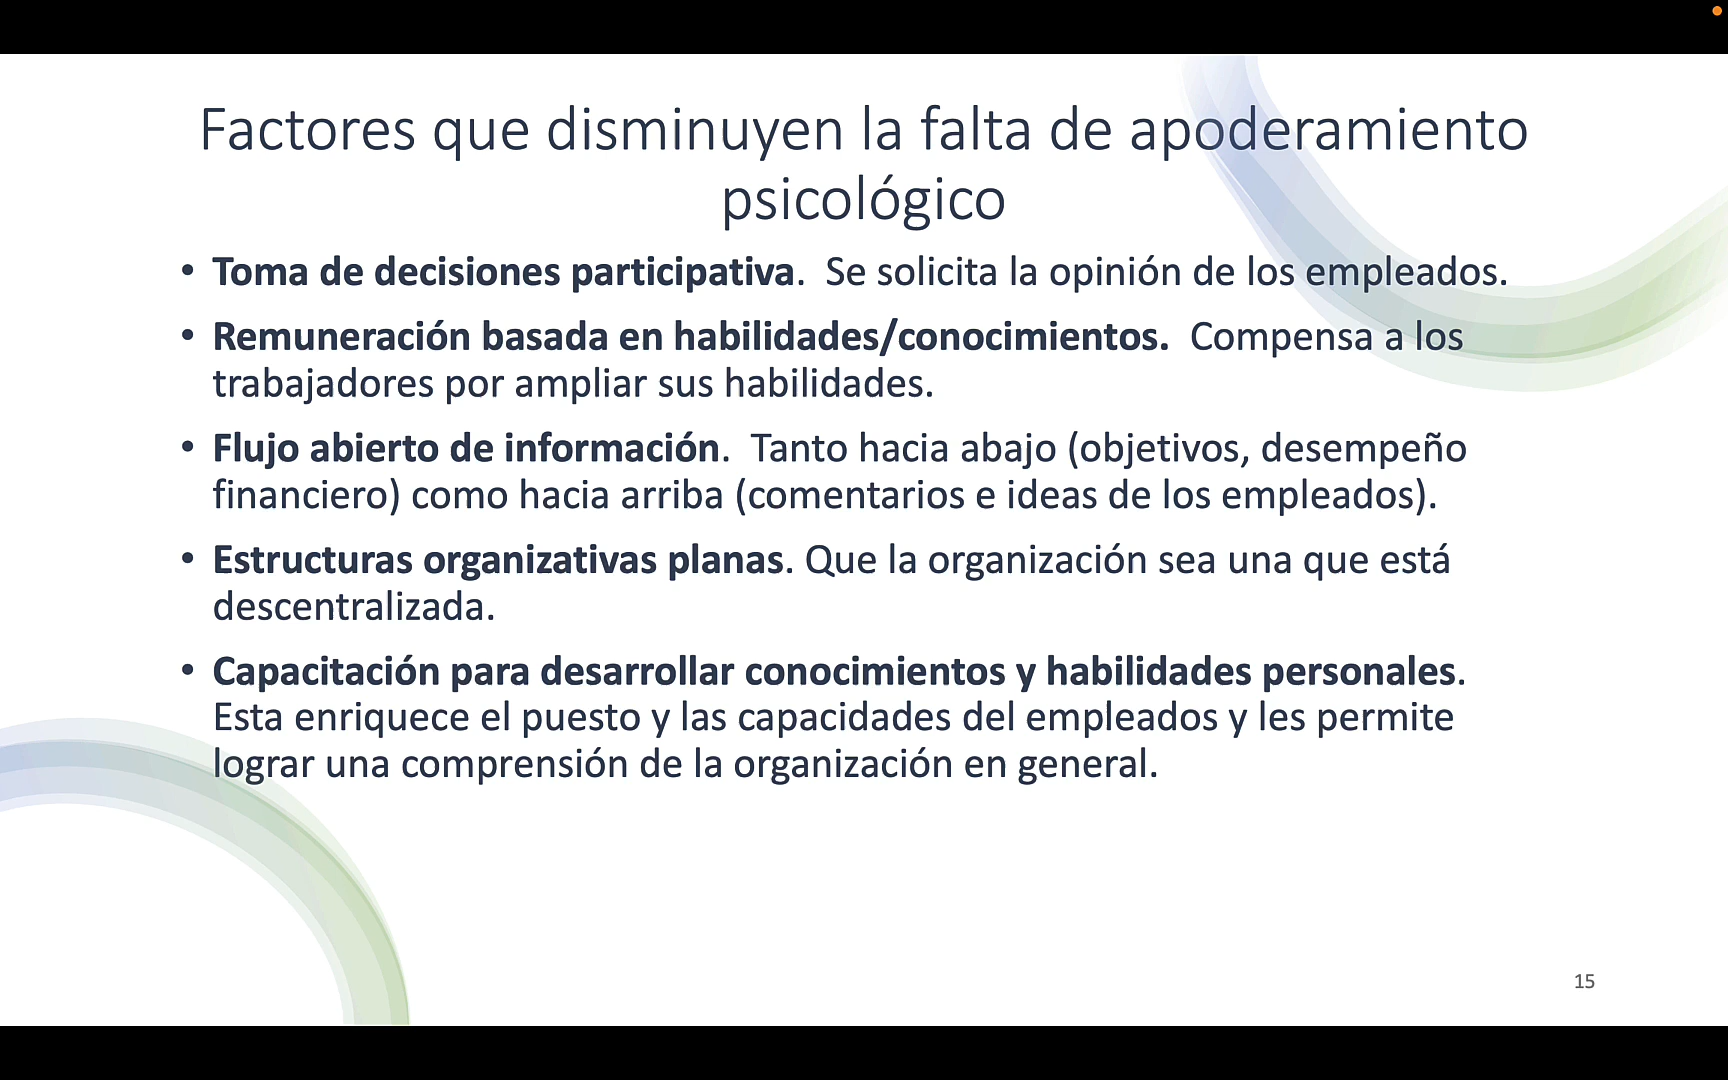 Factores que disminuyen la falta de apoderamiento
psicológico
• Toma de decisiones participativa.  Se solicita la opinión de los empleados.
• Remuneración basada en habilidades/conocimientos.  Compensa a los
trabajadores por ampliar sus habilidades.
• Flujo abierto de información.  Tanto hacia abajo (objetivos, desempeño
financiero) como hacia arriba (comentarios e ideas de los empleados).
• Estructuras organizativas planas. Que la organización sea una que está
descentralizada.
• Capacitación para desarrollar conocimientos y habilidades personales.
Esta enriquece el puesto y las capacidades del empleados y les permite
lograr una comprensión de la organización en general.
15